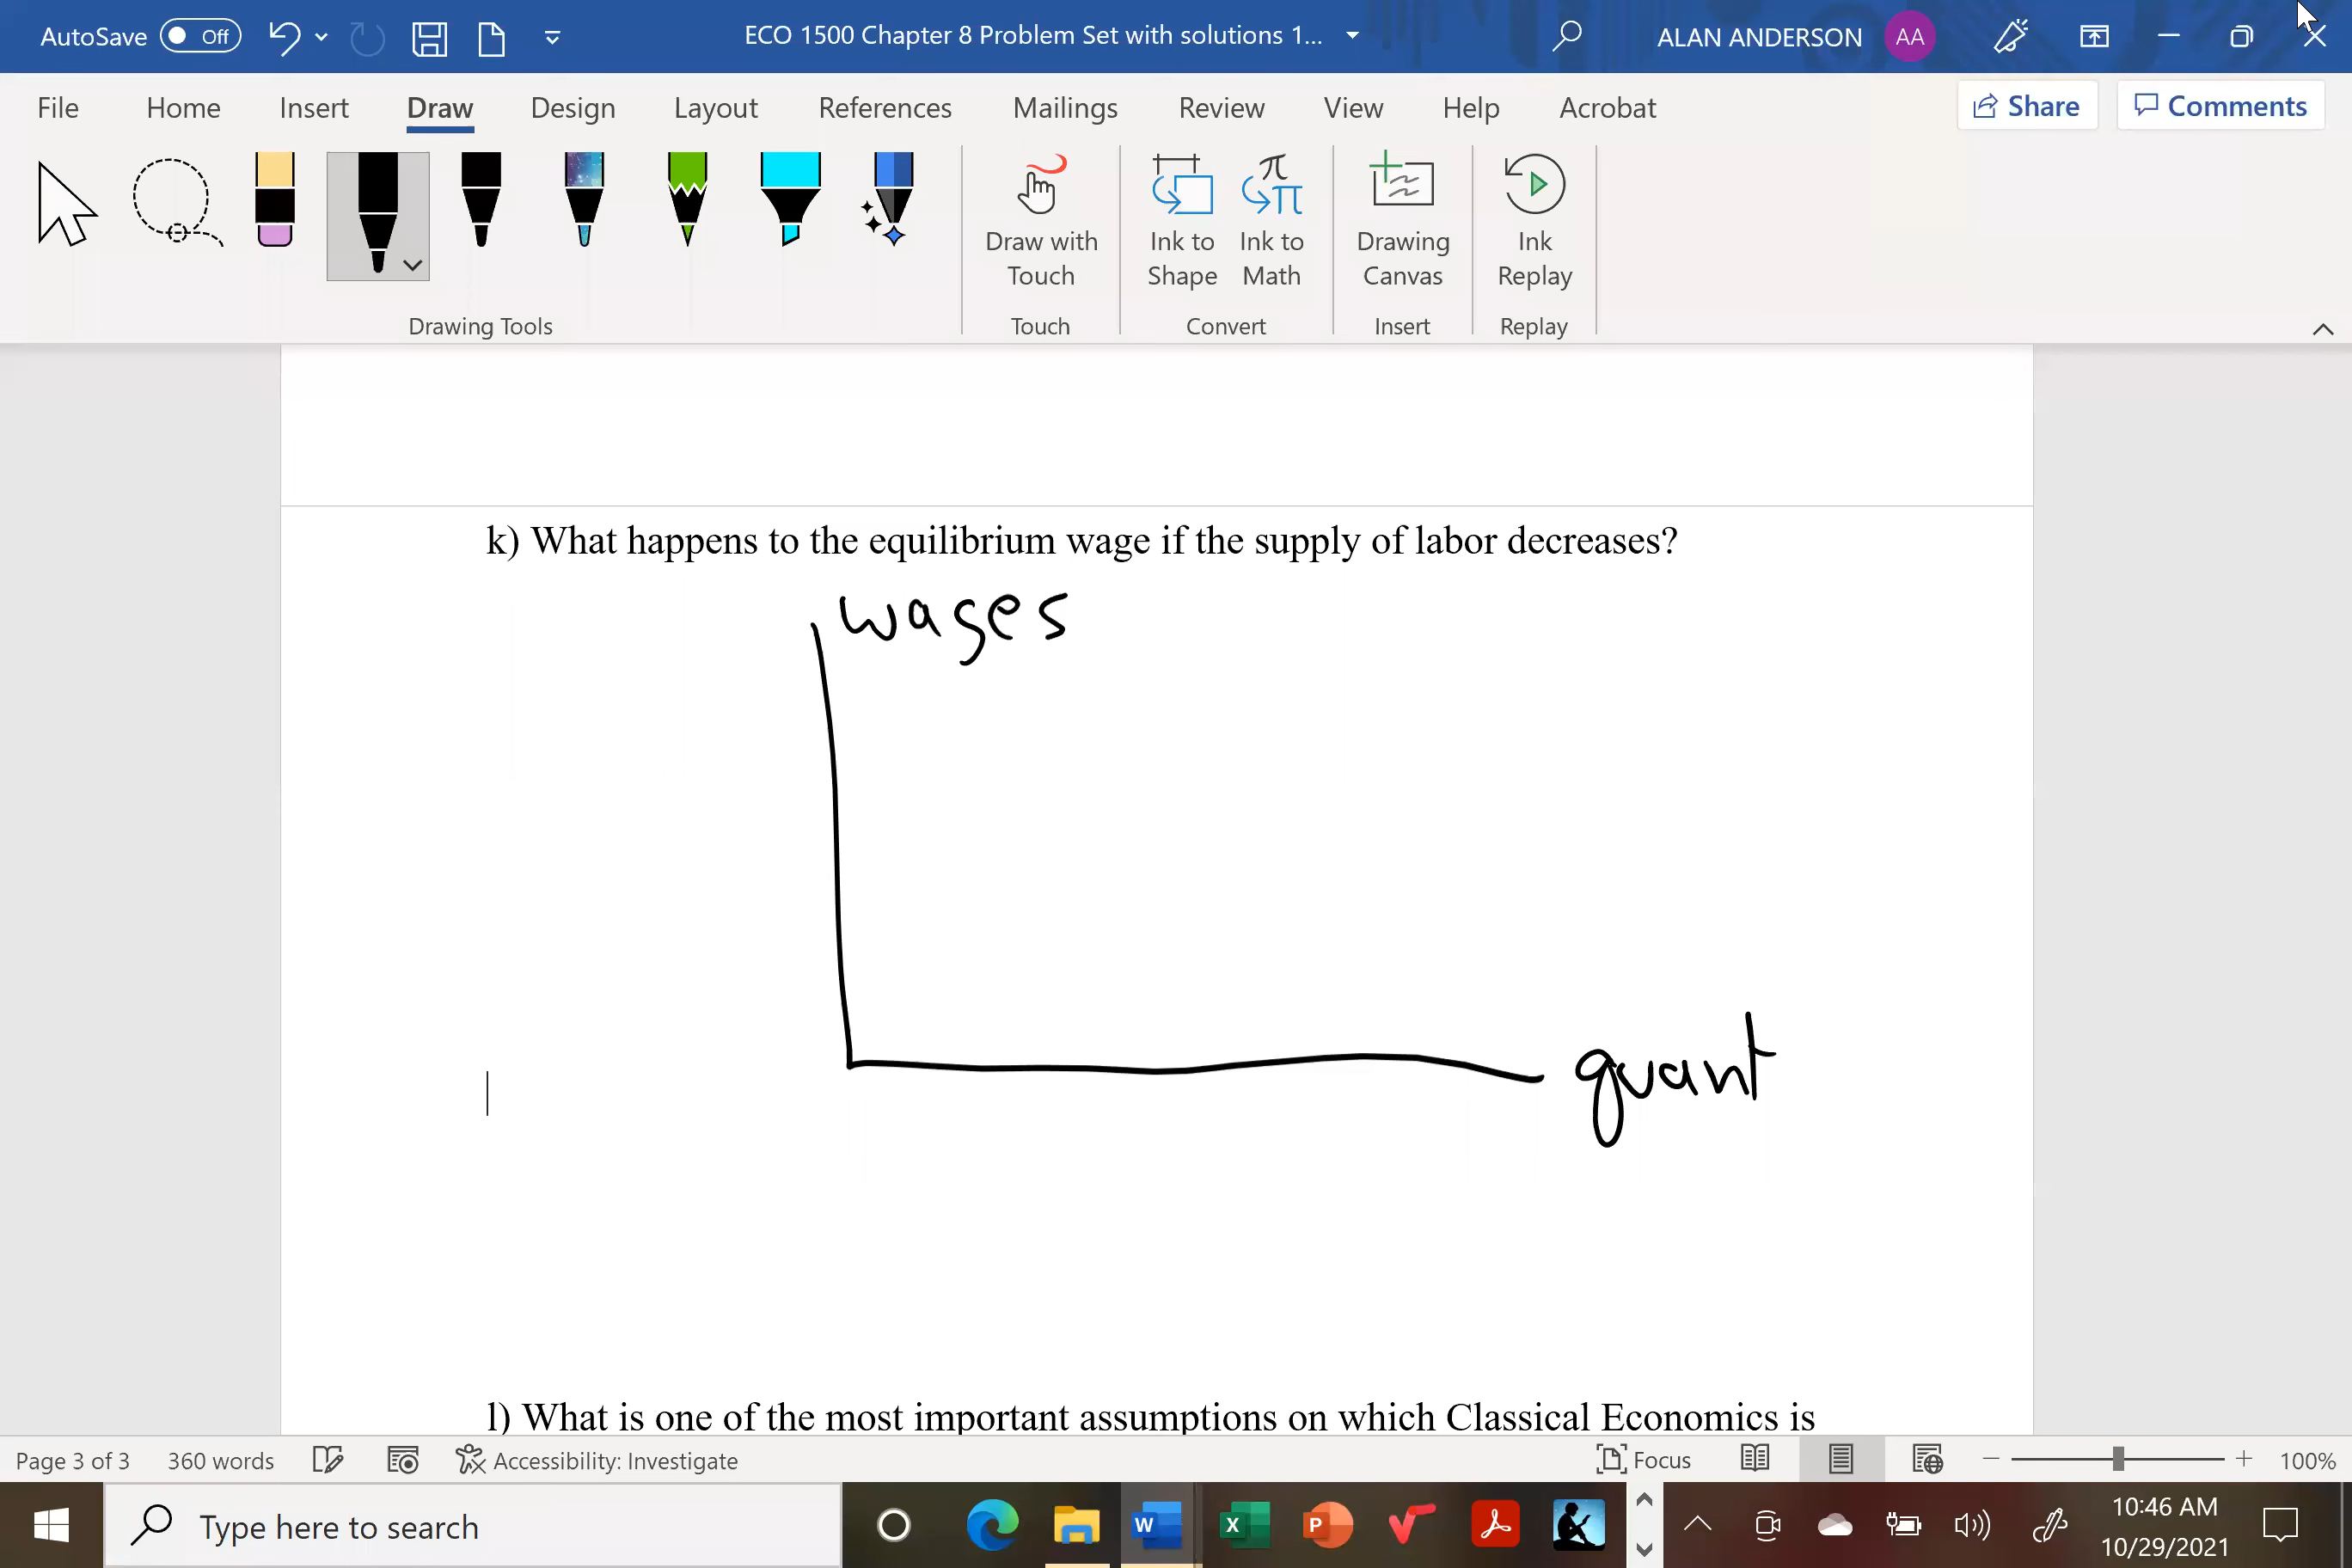 AutoSave Off ECO 1500 Chapter 8 Problem Set with solutions 1... ALAN ANDERSON AA
File Home Insert Draw Design Layout References Mailings Review View Help Acrobat Share Comments
Draw with Touch
Ink to Shape
Ink to Math
Drawing Canvas
Ink Replay
Drawing Tools Touch Convert Insert Replay
k) What happens to the equilibrium wage if the supply of labor decreases?
wages
quant
l) What is one of the most important assumptions on which Classical Economics is
Page 3 of 3 360 words Accessibility: Investigate Focus 100%
Type here to search W X P 10:46 AM
10/29/2021